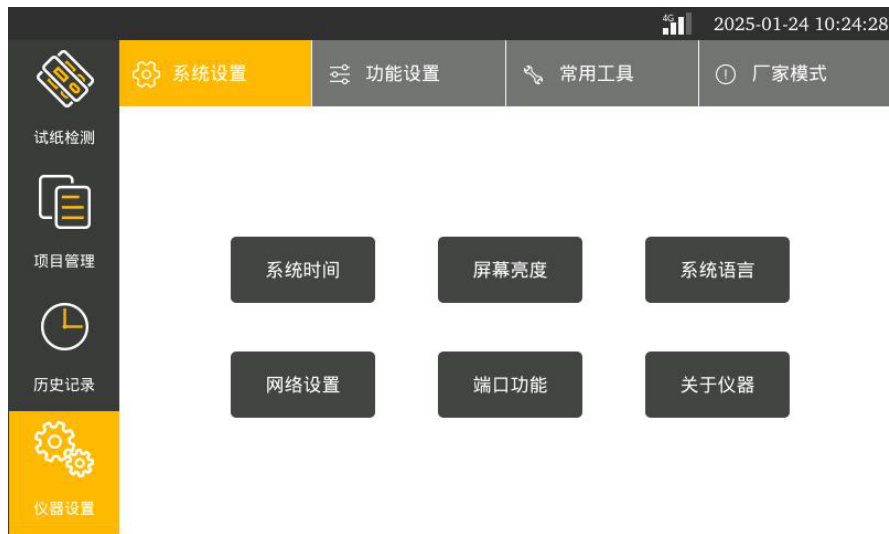 4G 2025-01-24 10:24:28
系统设置 功能设置 常用工具 厂家模式
试纸检测
项目管理
系统时间 屏幕亮度 系统语言
网络设置 端口功能 关于仪器
历史记录
仪器设置